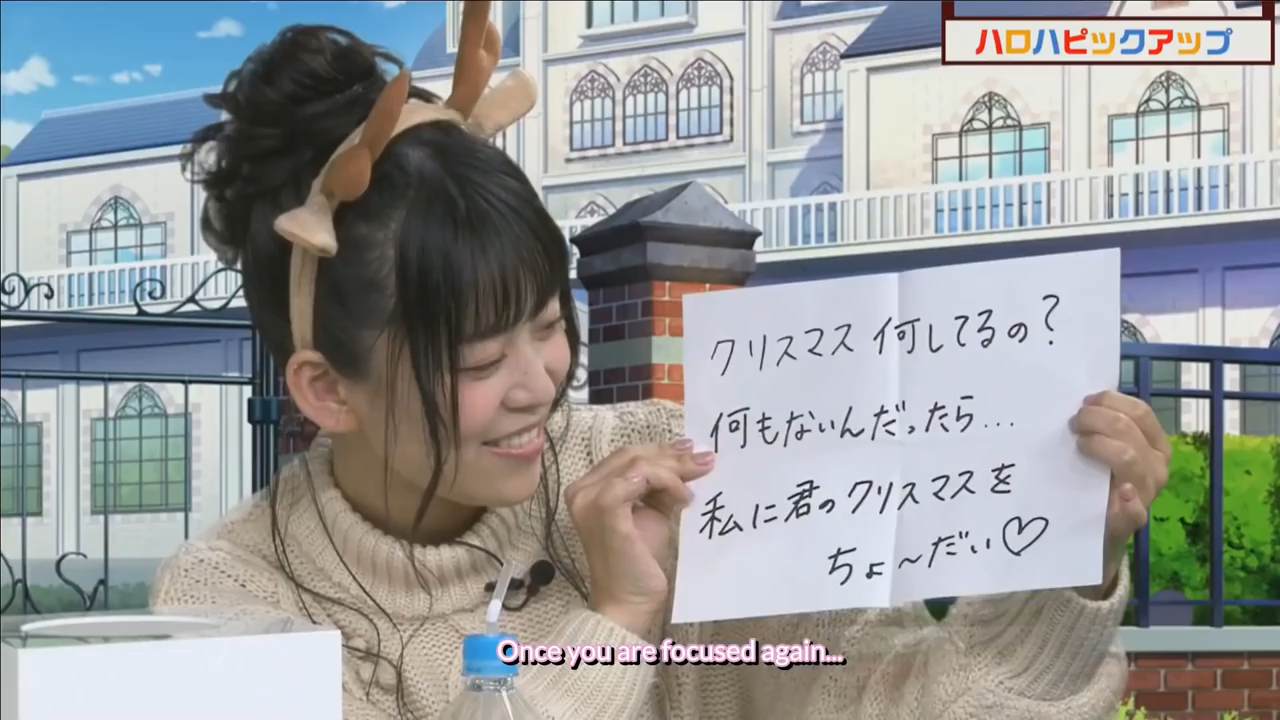 ハロハピックアップ
クリスマス 何してるの?
何もないんだったら...
私に君のクリスマスを
ちょ〜だい♡
Once you are focused again...